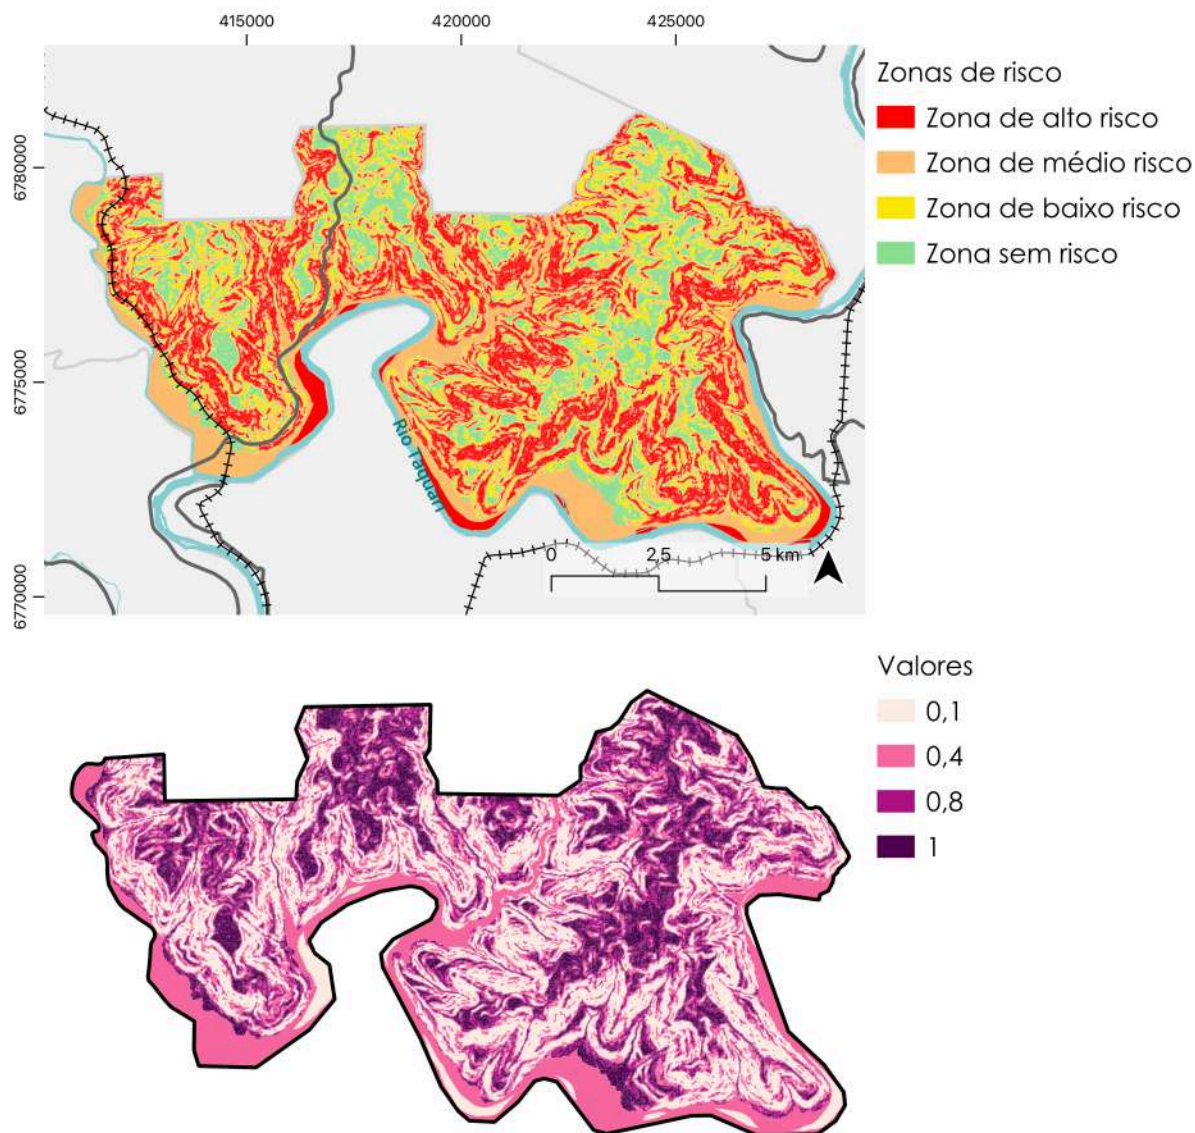 415000
420000
425000
6780000
6775000
6770000
Zonas de risco
Zona de alto risco
Zona de médio risco
Zona de baixo risco
Zona sem risco
Rio Taquari
0
2,5
5 km
Valores
0,1
0,4
0,8
1